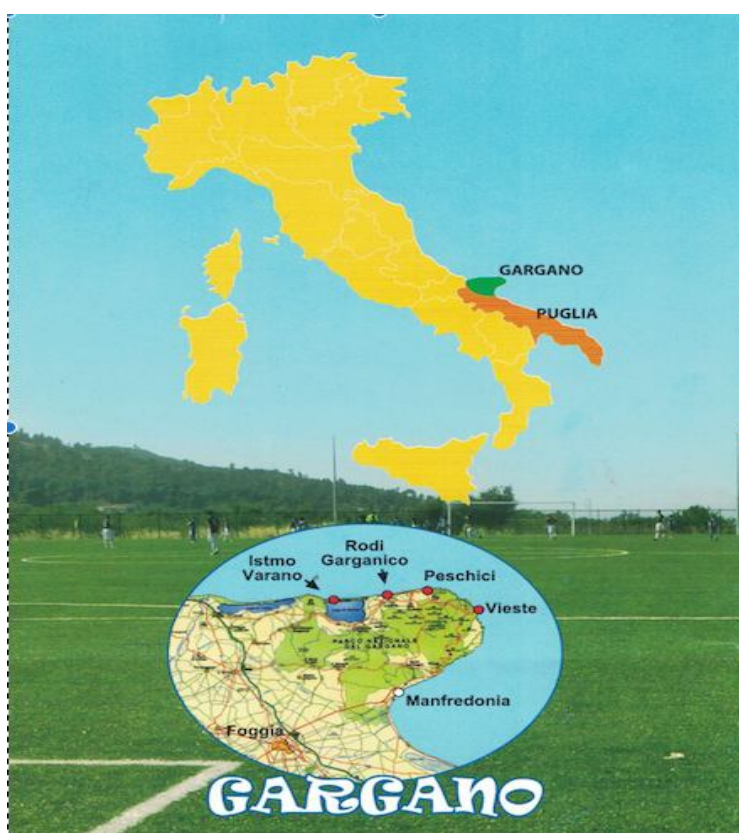 GARGANO
PUGLIA
Istmo
Varano
Rodi
Garganico
Peschici
Vieste
PARCO NAZIONALE
DEL GARGANO
Manfredonia
Foggia
GARGANO